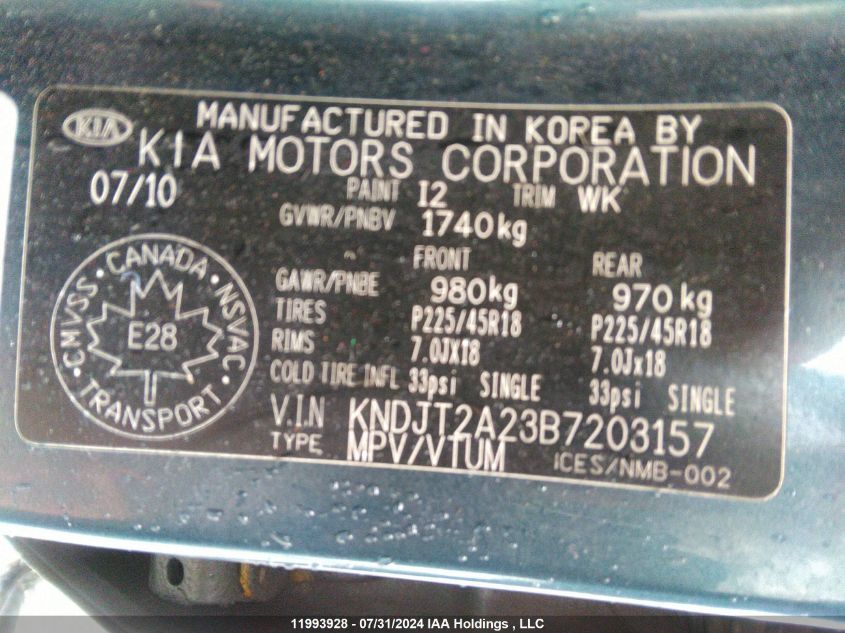 KIA
MANUFACTURED IN KOREA BY
KIA MOTORS CORPORATION
07/10 PAINT I2 TRIM WK
GVWR/PNBV 1740kg
FRONT REAR
GAWR/PNBE 980kg 970kg
TIRES P225/45R18 P225/45R18
RIMS 7.0JX18 7.0Jx18
COLD TIRE INFL 33psi SINGLE 33psi SINGLE
V.I.N KNDJT2A23B7203157
TYPE MPV/VTUM ICES/NMB-002
CMVSS · CANADA · NSVAC · TRANSPORT ·
E28
11993928 - 07/31/2024 IAA Holdings , LLC